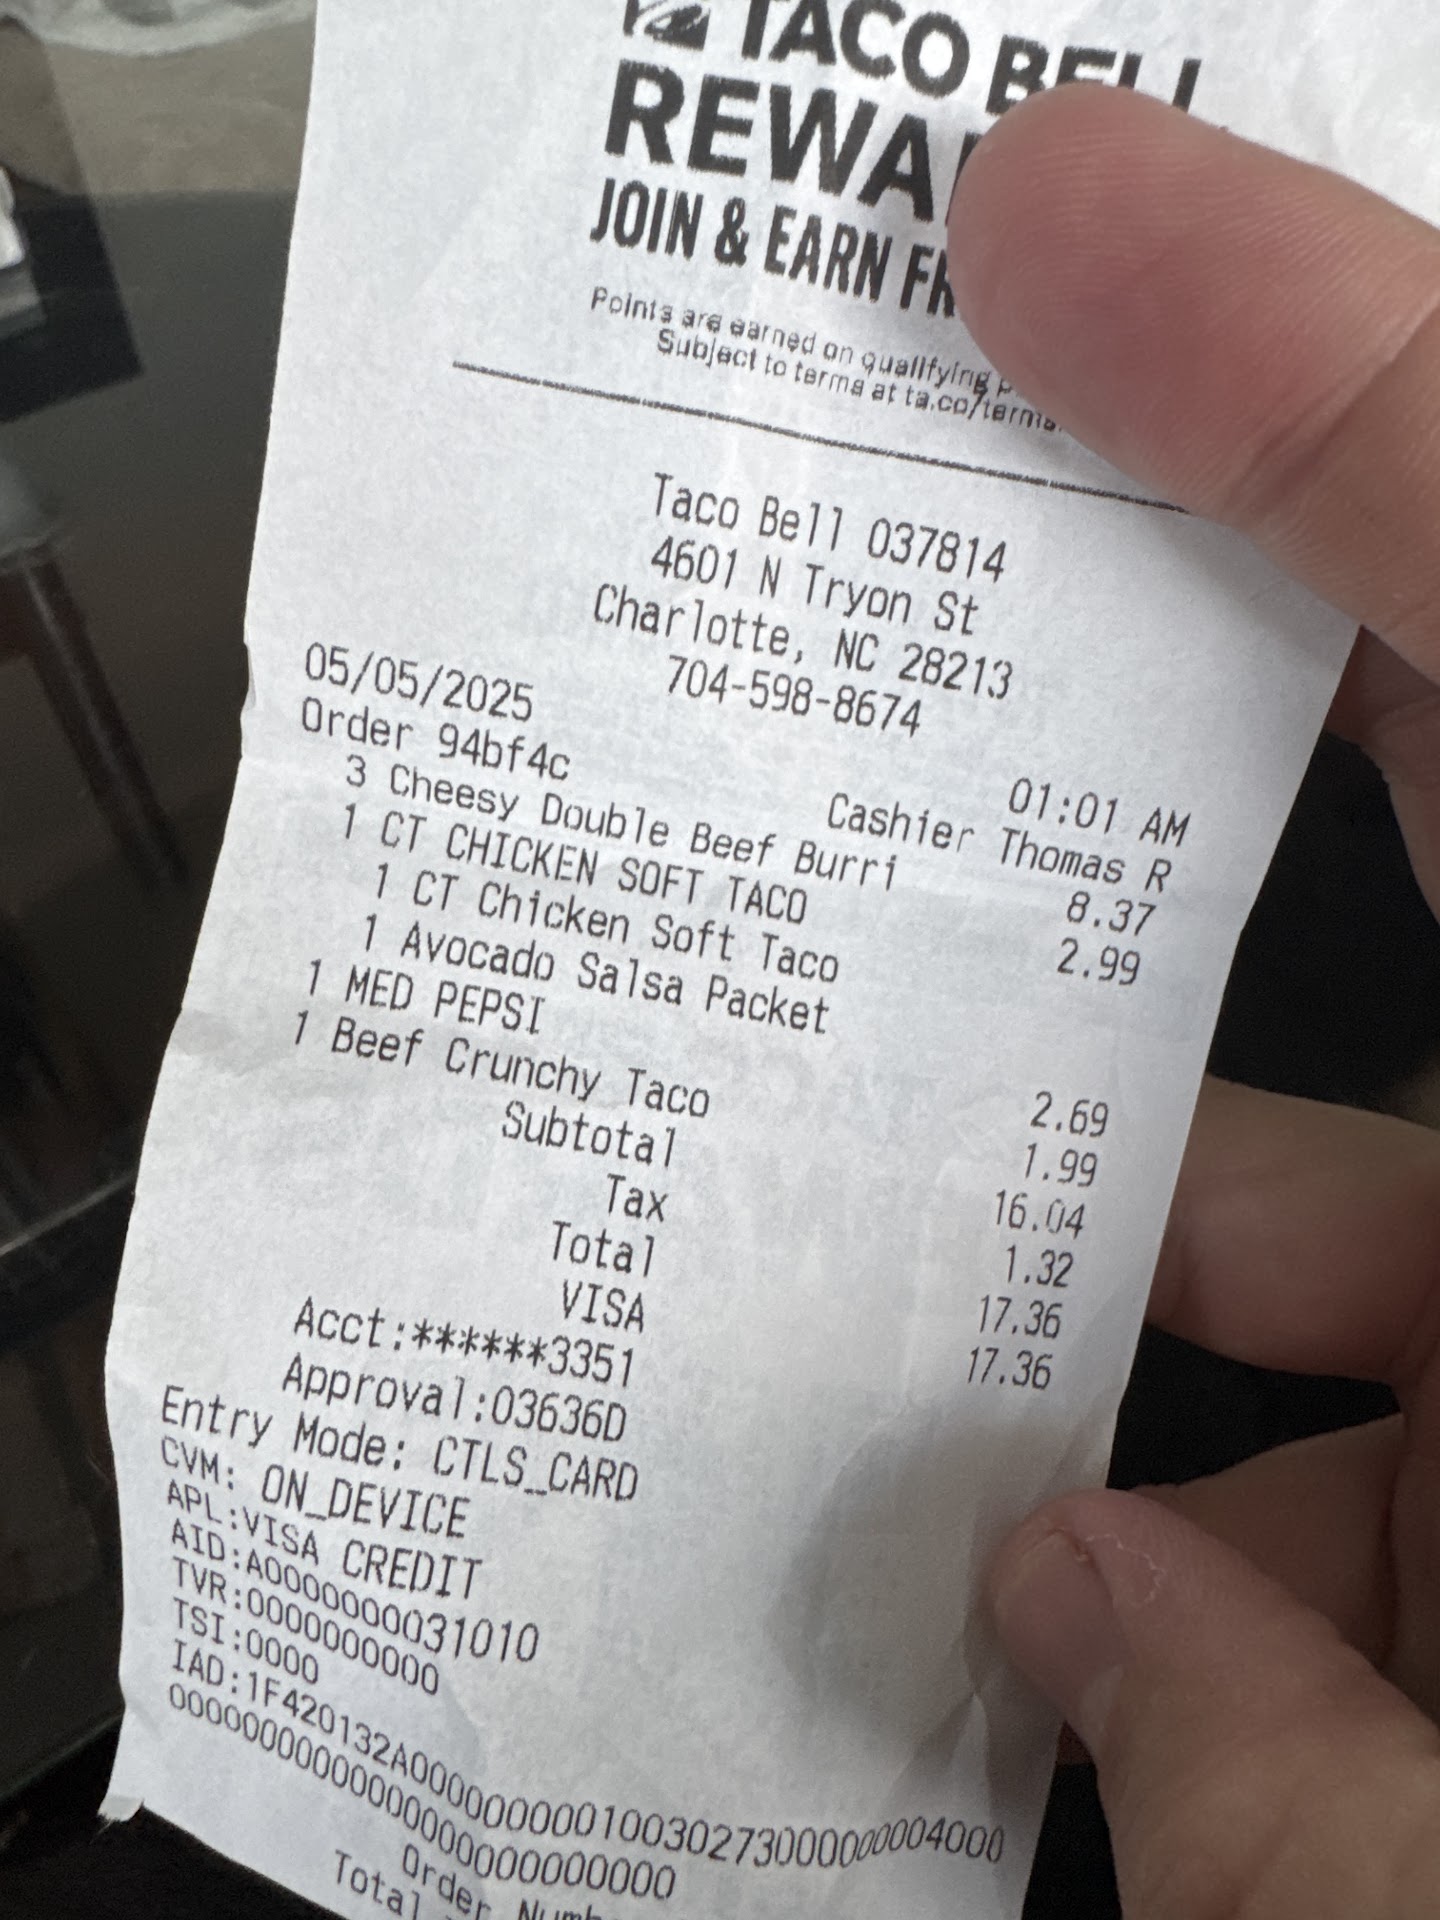 TACO BELL
REWA
JOIN & EARN FR
Points are earned on qualifying
Subject to terms at ta.co/terms.
Taco Bell 037814
4601 N Tryon St
Charlotte, NC 28213
704-598-8674
05/05/2025 01:01 AM
Order 94bf4c Cashier Thomas R
3 Cheesy Double Beef Burri 8.37
1 CT CHICKEN SOFT TACO 2.99
1 CT Chicken Soft Taco
1 Avocado Salsa Packet
1 MED PEPSI 2.69
1 Beef Crunchy Taco 1.99
Subtotal 16.04
Tax 1.32
Total 17.36
VISA 17.36
Acct:******3351
Approval:03636D
Entry Mode: CTLS_CARD
CVM: ON_DEVICE
APL:VISA CREDIT
AID:A0000000031010
TVR:0000000000
TSI:0000
Order
Total